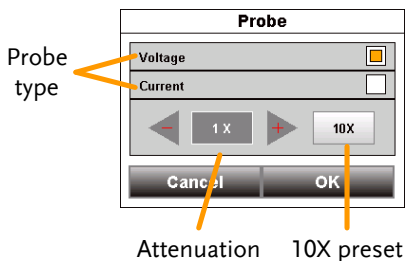 Probe
Probe type
Voltage
Current
− 1 X + 10X
Cancel OK
Attenuation 10X preset